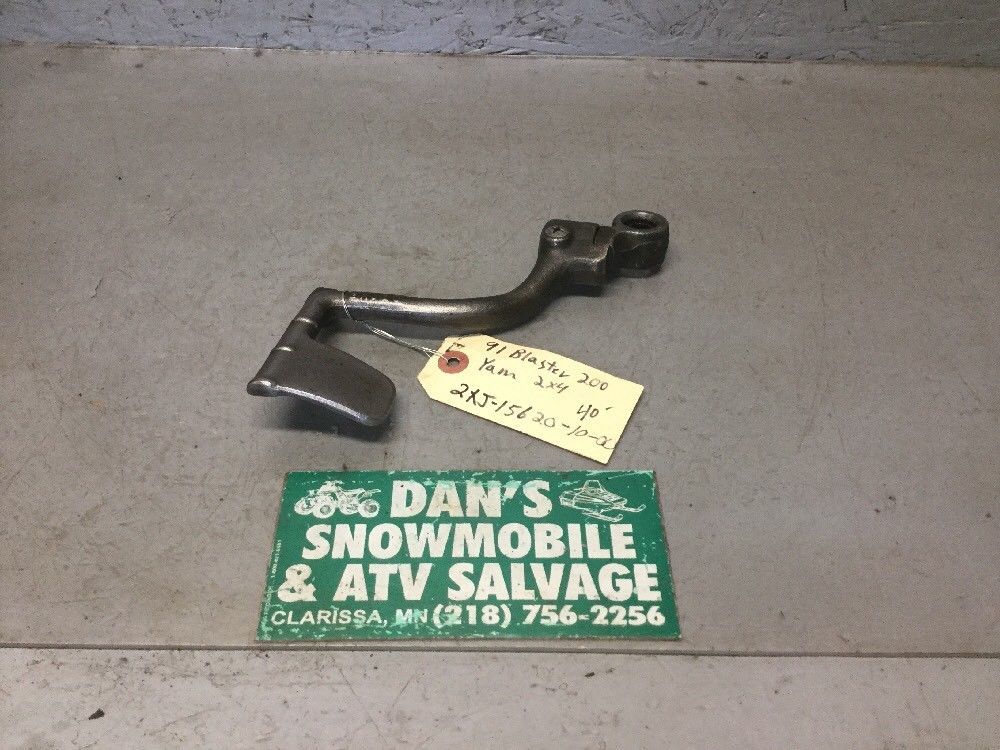 91 Blaster 200
Yam 2x4
40
2XJ-15620-10-00
DAN'S
SNOWMOBILE
& ATV SALVAGE
CLARISSA, MN (218) 756-2256